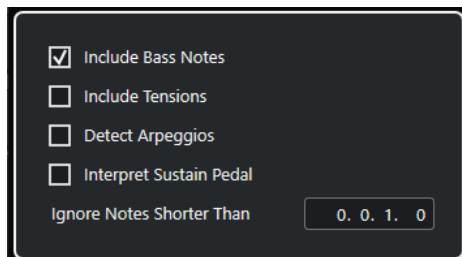 Include Bass Notes
Include Tensions
Detect Arpeggios
Interpret Sustain Pedal
Ignore Notes Shorter Than 0. 0. 1. 0